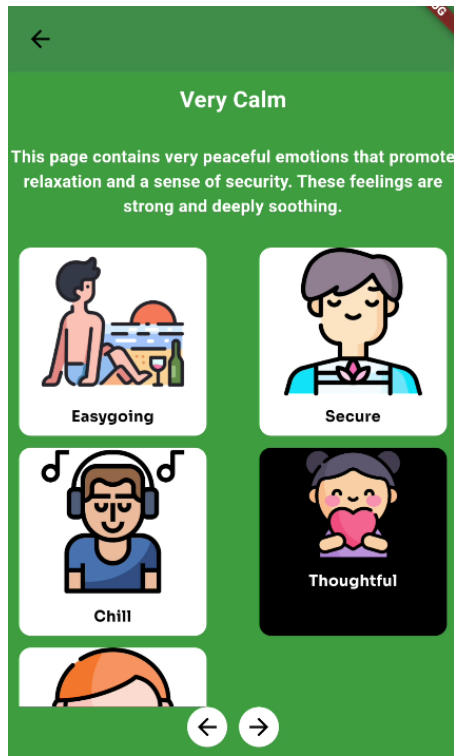 Very Calm
This page contains very peaceful emotions that promote
relaxation and a sense of security. These feelings are
strong and deeply soothing.
Easygoing
Secure
Chill
Thoughtful